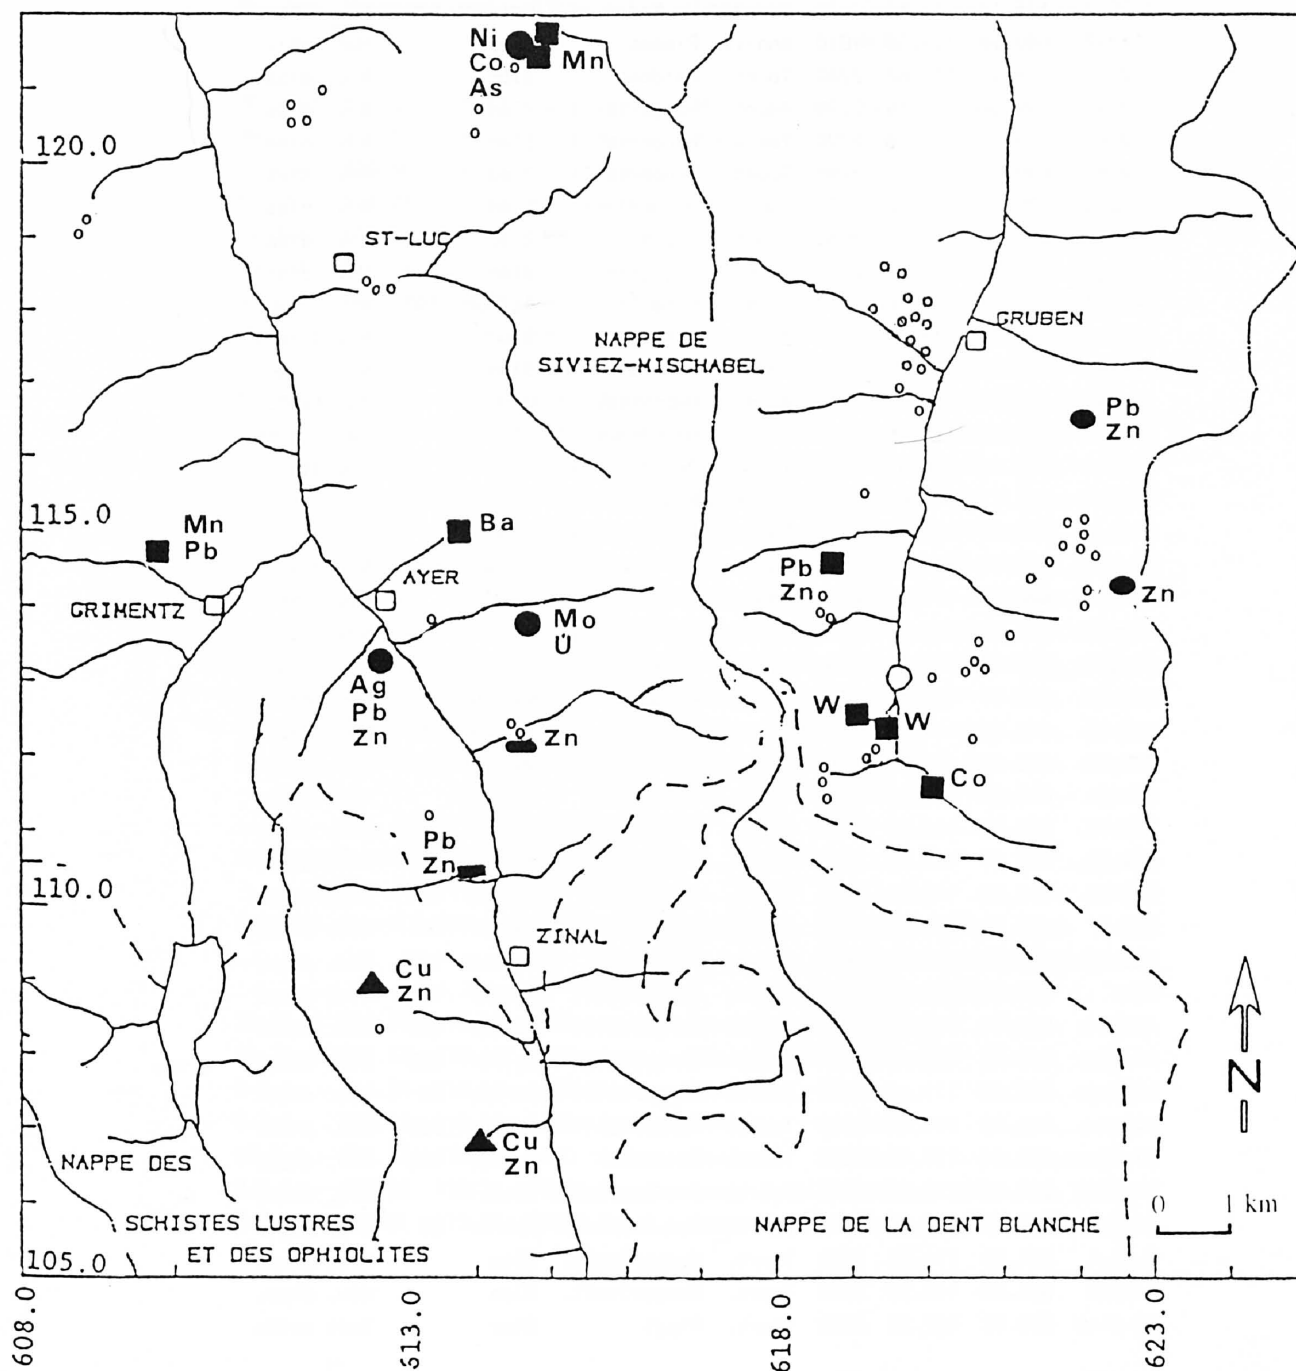 Ni
Co
As
Mn
120.0
ST-LUC
NAPPE DE
SIVIEZ-MISCHABEL
GRUBEN
Pb
Zn
115.0
Mn
Pb
Ba
GRIMENTZ
AYER
Mo
U
Pb
Zn
Zn
Ag
Pb
Zn
Zn
W
W
Co
Pb
Zn
110.0
ZINAL
Cu
Zn
N
Cu
Zn
NAPPE DES
SCHISTES LUSTRES
ET DES OPHIOLITES
NAPPE DE LA DENT BLANCHE
0 1 km
105.0
608.0
613.0
618.0
623.0